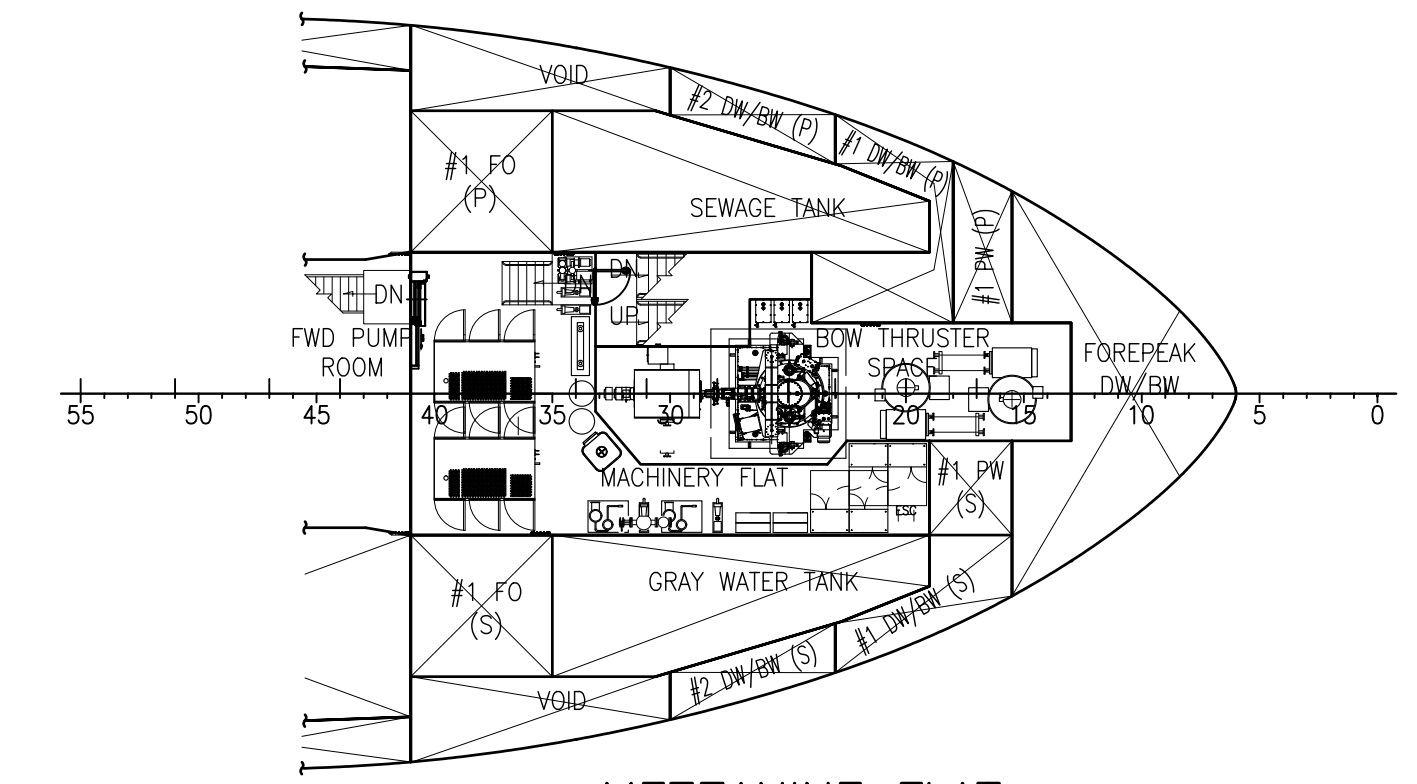 VOID
#2 DW/BW (P)
#1 DW/BW (P)
#1 FO
(P)
SEWAGE TANK
#1 PW (P)
DN
DN
DN
UP
FWD PUMP
ROOM
BOW THRUSTER
SPACE
FOREPEAK
DW/BW
55 50 45 40 35 30 20 15 10 5 0
MACHINERY FLAT
#1 PW
(S)
ESC
#1 FO
(S)
GRAY WATER TANK
#1 DW/BW (S)
#2 DW/BW (S)
VOID